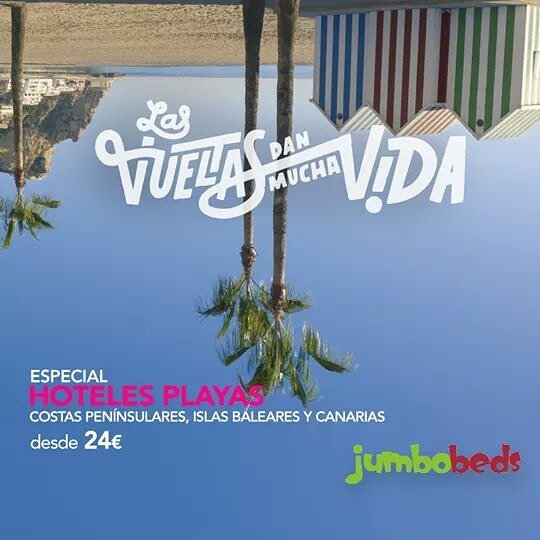 Las
VUELTAS DAN MUCHA ViDA
ESPECIAL
HOTELES PLAYAS
COSTAS PENÍNSULARES, ISLAS BALEARES Y CANARIAS
desde 24€
jumbobeds